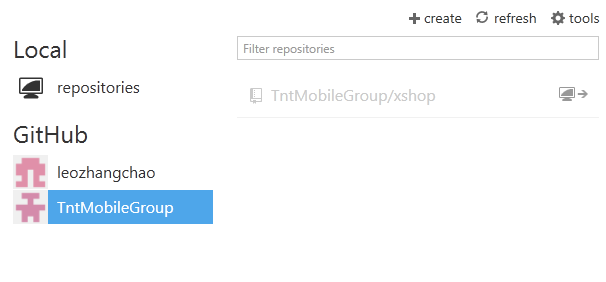 create refresh tools
Local
Filter repositories
repositories
TntMobileGroup/xshop
GitHub
leozhangchao
TntMobileGroup